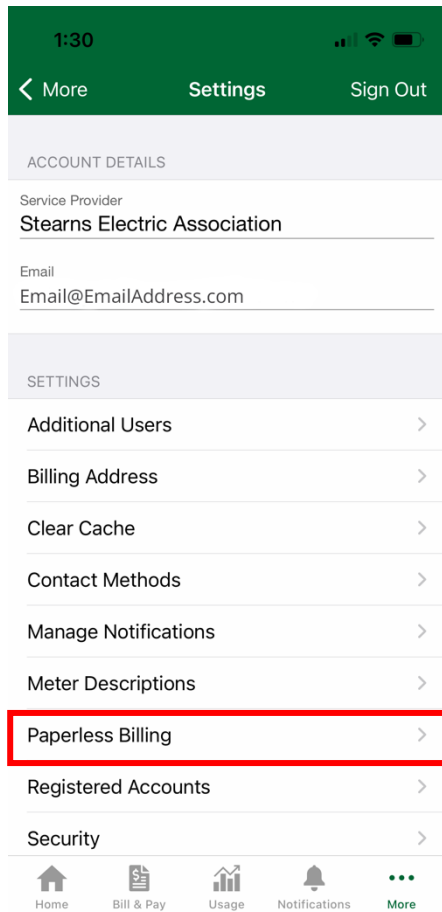 1:30
More Settings Sign Out
ACCOUNT DETAILS
Service Provider
Stearns Electric Association
Email
Email@EmailAddress.com
SETTINGS
Additional Users
Billing Address
Clear Cache
Contact Methods
Manage Notifications
Meter Descriptions
Paperless Billing
Registered Accounts
Security
Home Bill & Pay Usage Notifications More